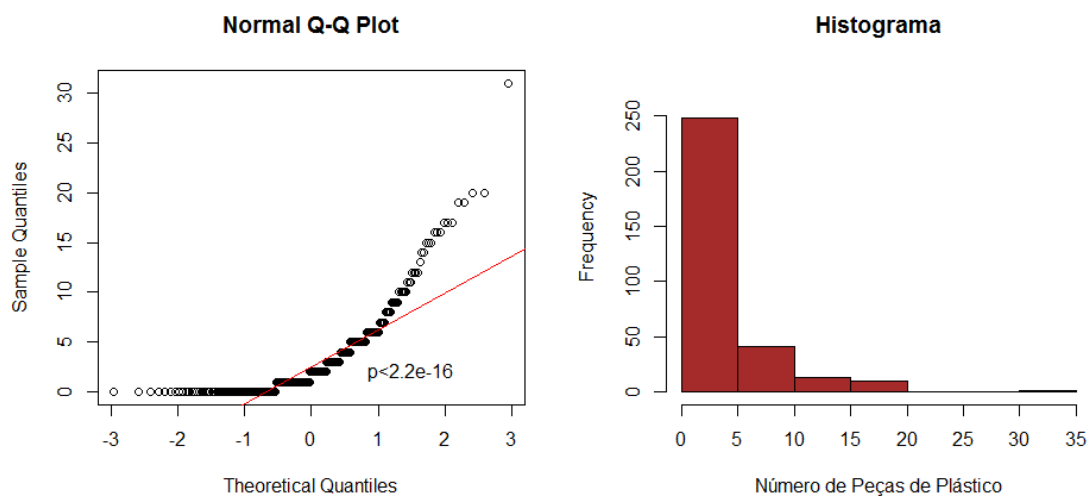 Normal Q-Q Plot
Sample Quantiles
30
25
20
15
10
5
0
p<2.2e-16
-3 -2 -1 0 1 2 3
Theoretical Quantiles
Histograma
Frequency
250
200
150
100
50
0
0 5 10 15 20 25 30 35
Número de Peças de Plástico